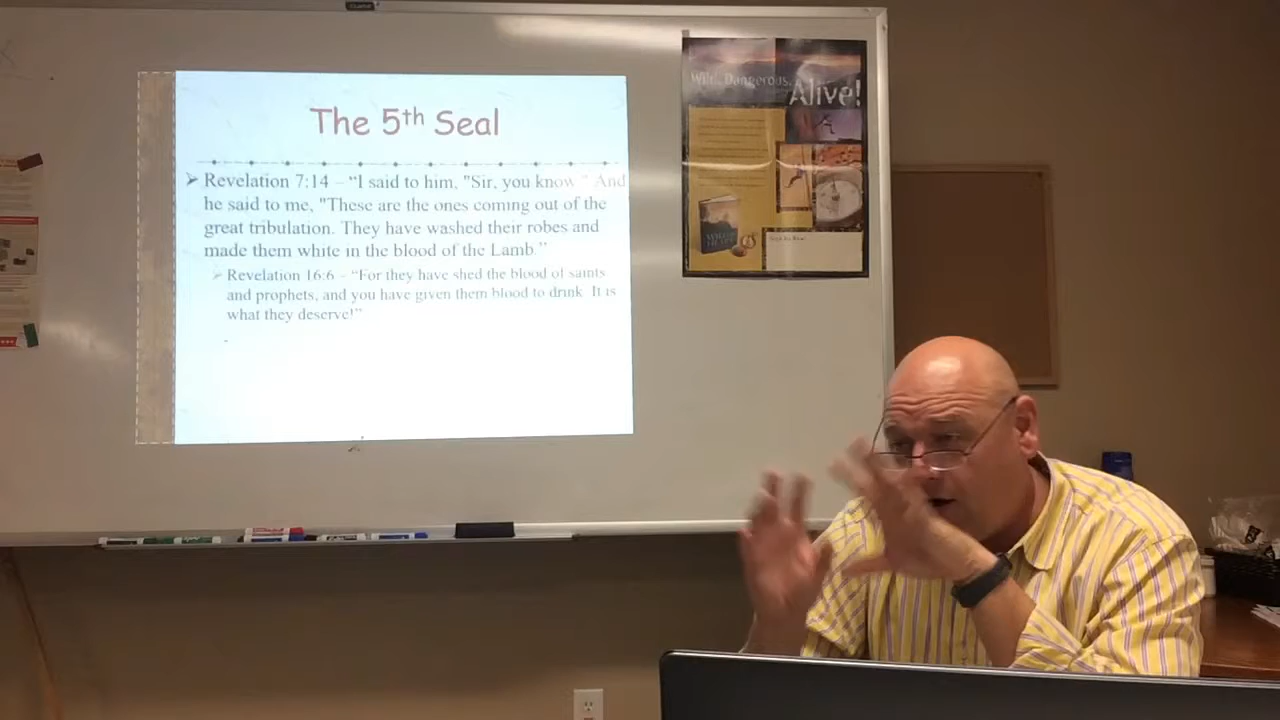 The 5th Seal
Revelation 7:14 – “I said to him, "Sir, you know." And
he said to me, "These are the ones coming out of the
great tribulation. They have washed their robes and
made them white in the blood of the Lamb.”
Revelation 16:6 – “For they have shed the blood of saints
and prophets, and you have given them blood to drink. It is
what they deserve!”
Wild, Dangerous,
Alive!